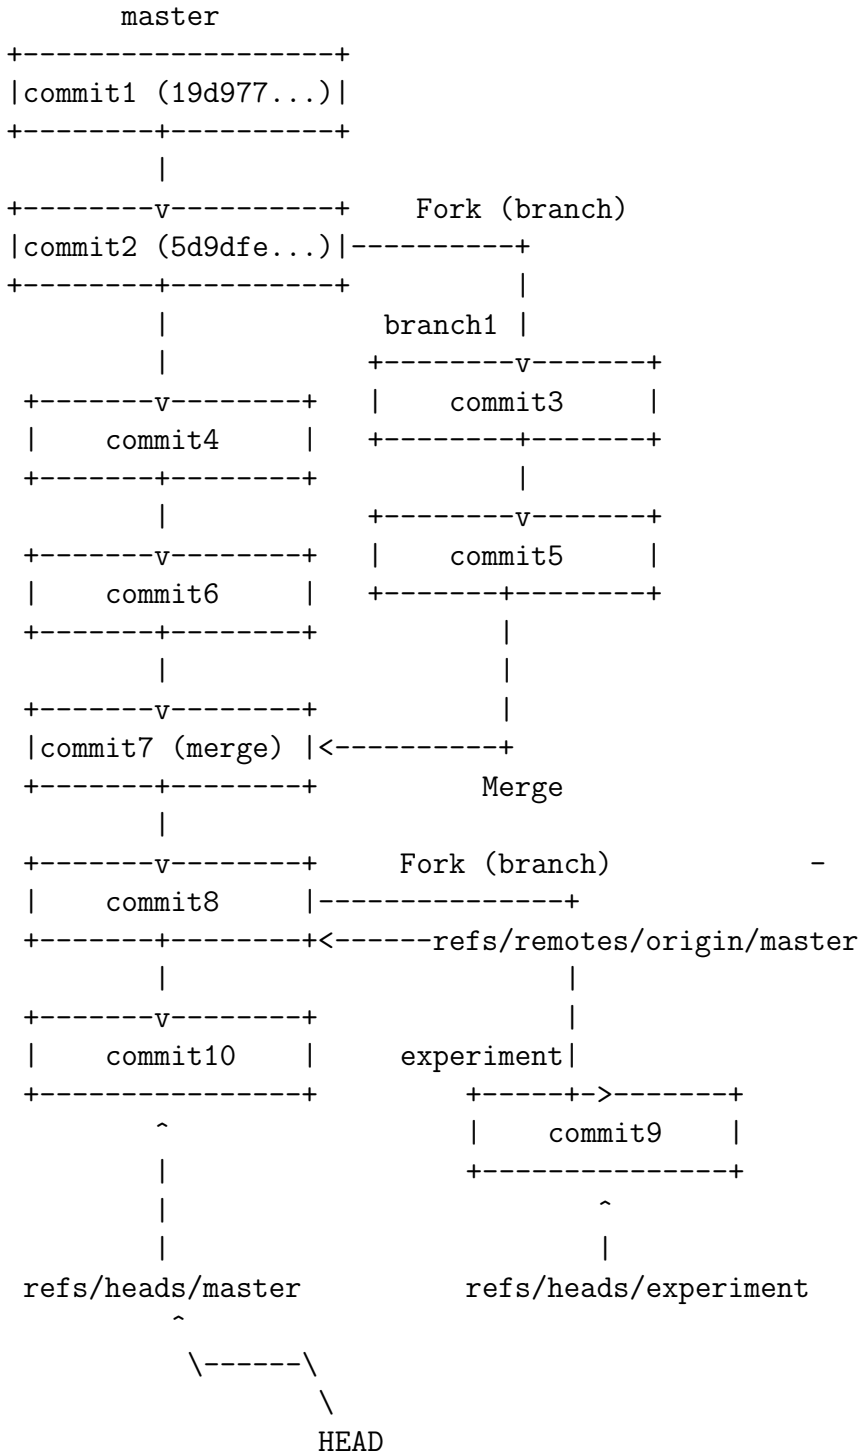 master
+-------------------+
|commit1 (19d977...)|
+--------+----------+
         |
+--------v----------+    Fork (branch)
|commit2 (5d9dfe...)|----------+
+--------+----------+          |
         |             branch1 |
         |            +--------v-------+
 +-------v--------+   |    commit3     |
 |    commit4     |   +--------+-------+
 +-------+--------+            |
         |            +--------v-------+
 +-------v--------+   |    commit5     |
 |    commit6     |   +-------+--------+
 +-------+--------+           |
         |                    |
 +-------v--------+           |
 |commit7 (merge) |<----------+
 +-------+--------+          Merge
         |
 +-------v--------+     Fork (branch)            -
 |    commit8     |---------------+
 +-------+--------+<------refs/remotes/origin/master
         |                        |
 +-------v--------+               |
 |    commit10    |     experiment|
 +----------------+         +-----+->-------+
         ^                  |    commit9    |
         |                  +---------------+
         |                          ^
         |                          |
 refs/heads/master          refs/heads/experiment
          ^
           \------\
                   \
                   HEAD